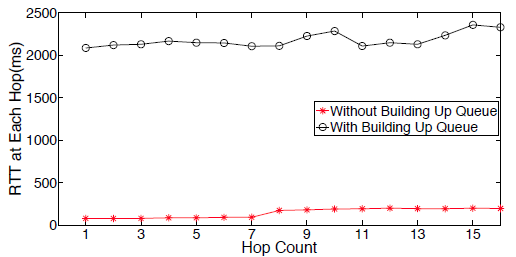 2500
2000
1500
1000
500
0
RTT at Each Hop(ms)
Without Building Up Queue
With Building Up Queue
1 3 5 7 9 11 13 15
Hop Count